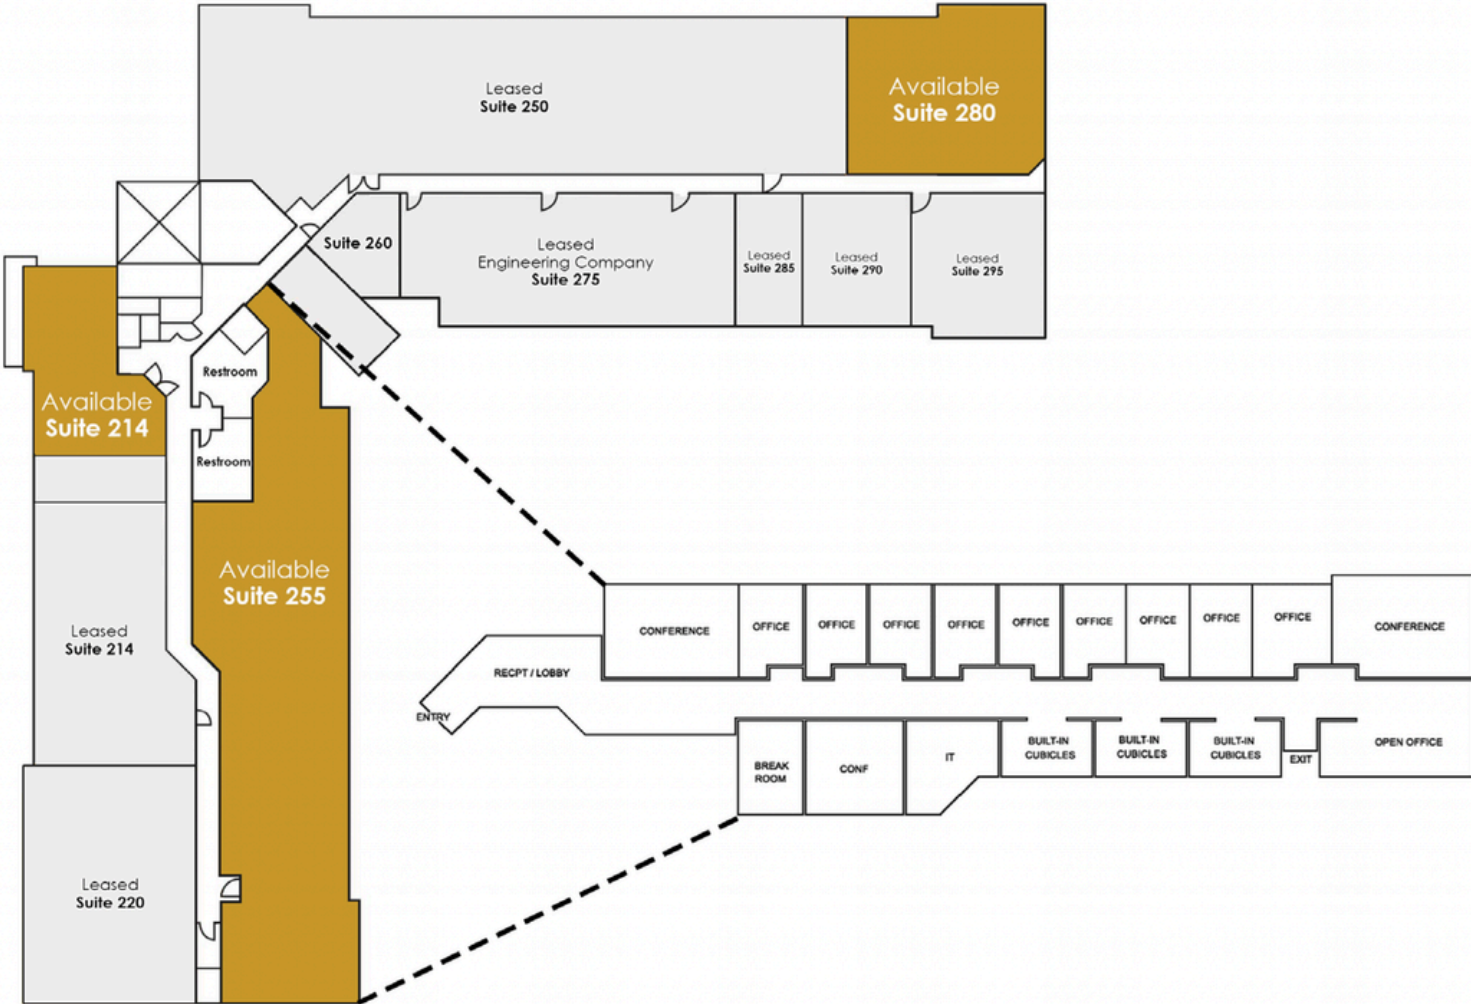 Leased
Suite 250
Available
Suite 280
Suite 260
Leased
Engineering Company
Suite 275
Leased
Suite 285
Leased
Suite 290
Leased
Suite 295
Restroom
Available
Suite 214
Restroom
Available
Suite 255
Leased
Suite 214
Leased
Suite 220
CONFERENCE
OFFICE
OFFICE
OFFICE
OFFICE
OFFICE
OFFICE
OFFICE
OFFICE
OFFICE
CONFERENCE
RECPT / LOBBY
ENTRY
BREAK
ROOM
CONF
IT
BUILT-IN
CUBICLES
BUILT-IN
CUBICLES
BUILT-IN
CUBICLES
EXIT
OPEN OFFICE